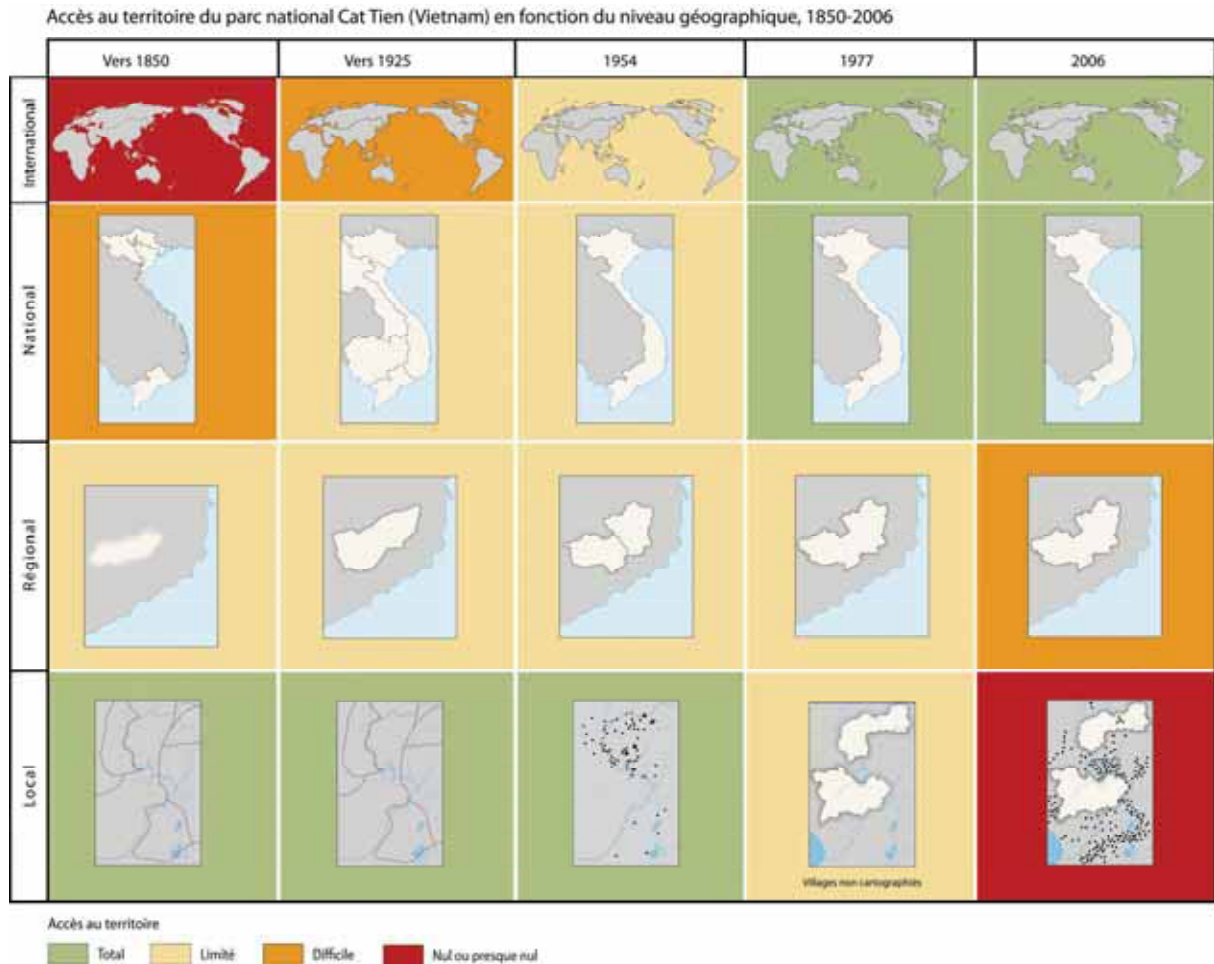 Accès au territoire du parc national Cat Tien (Vietnam) en fonction du niveau géographique, 1850-2006
Vers 1850 Vers 1925 1954 1977 2006
International
National
Régional
Local
Villages non cartographiés
Accès au territoire
Total Limité Difficile Nul ou presque nul